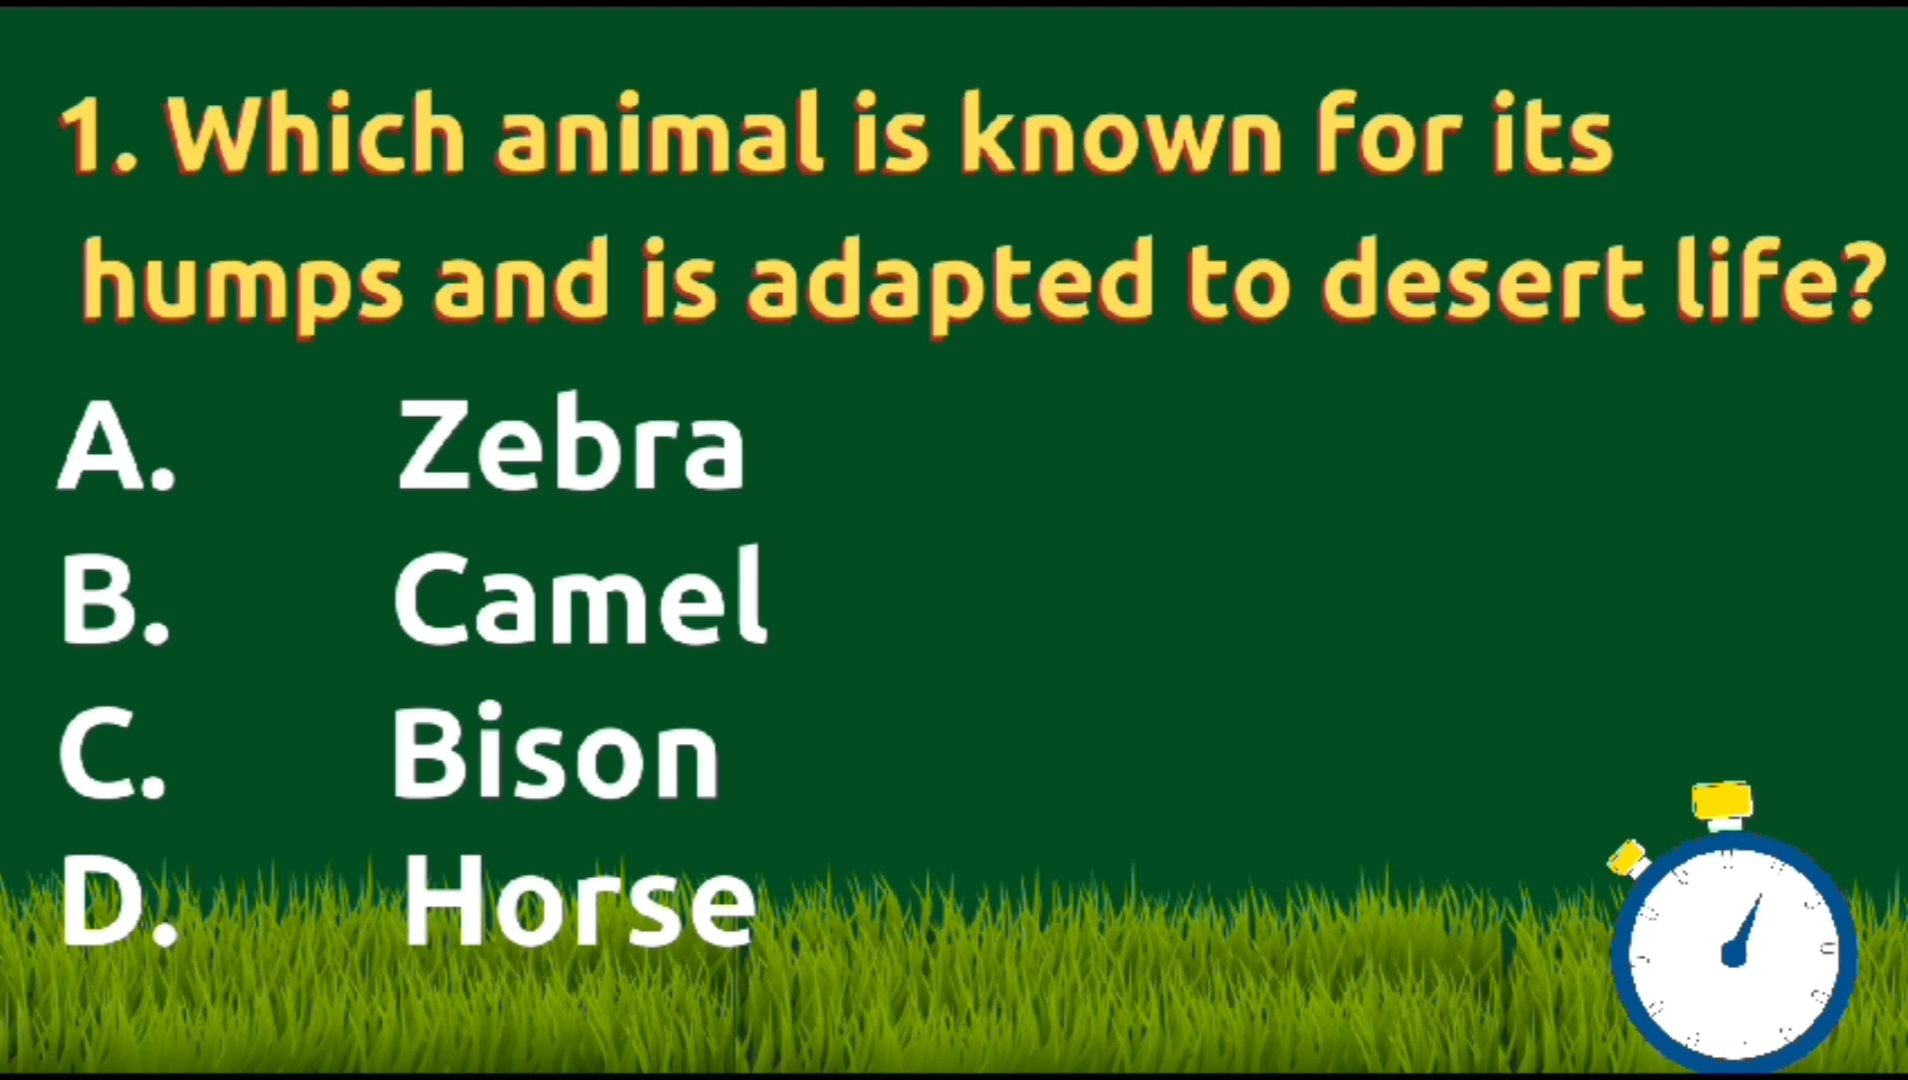 1. Which animal is known for its
humps and is adapted to desert life?
A. Zebra
B. Camel
C. Bison
D. Horse